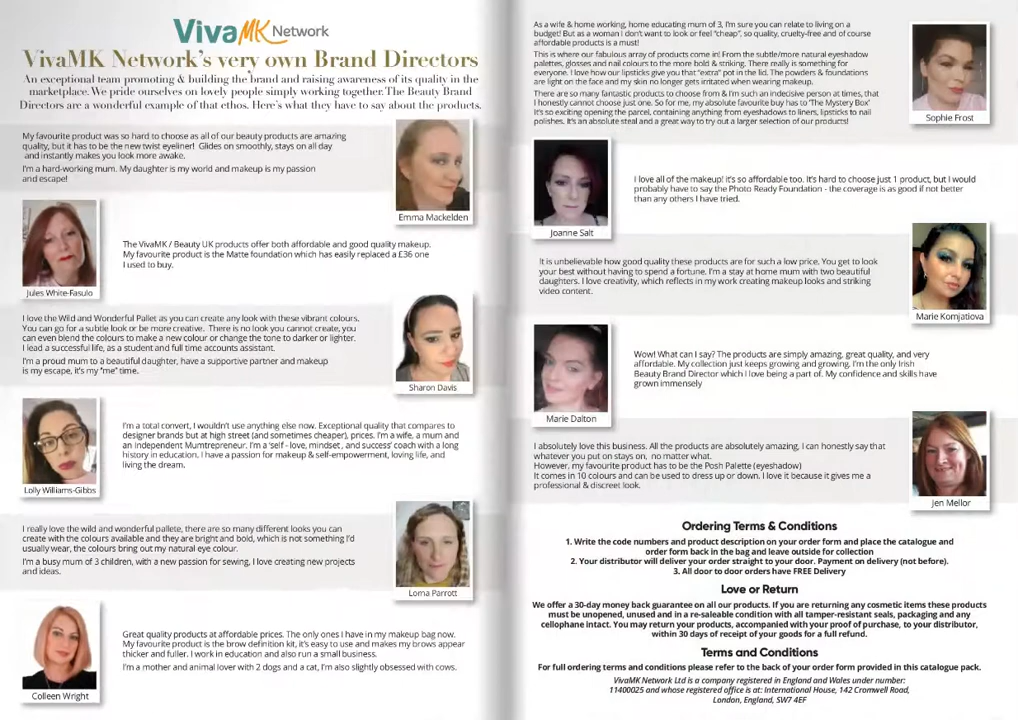 VivaMK Network
VivaMK Network's very own Brand Directors
An exceptional team promoting & building the brand and raising awareness of its quality in the
marketplace. We pride ourselves on lovely people simply working together. The Beauty Brand
Directors are a wonderful example of that ethos. Here's what they have to say about the products.
My favourite product was so hard to choose as all of our beauty products are amazing
quality, but it has to be the new twist eyeliner! Glides on smoothly, stays on all day
and instantly makes you look more awake.
I'm a hard-working mum. My daughter is my world and makeup is my passion
and escape!
Emma Mackelden
The VivaMK / Beauty UK products offer both affordable and good quality makeup.
My favourite product is the Matte foundation which has easily replaced a £36 one
I used to buy.
Jules White-Fasulo
I love the Wild and Wonderful Pallet as you can create any look with these vibrant colours.
You can go for a subtle look or be more creative. There is no look you cannot create, you
can even blend the colours to make a new colour or change the tone to darker or lighter.
I lead a successful life, as a student and full time accounts assistant.
I'm a proud mum to a beautiful daughter, have a supportive partner and makeup
is my escape, it's my "me" time.
Sharon Davis
I'm a total convert, I wouldn't use anything else now. Exceptional quality that compares to
designer brands but at high street (and sometimes cheaper), prices. I'm a wife, a mum and
an independent Mumtrepreneur. I'm a 'self - love, mindset , and success' coach with a long
history in education. I have a passion for makeup & self-empowerment, loving life, and
living the dream.
Lolly Williams-Gibbs
I really love the wild and wonderful pallete, there are so many different looks you can
create with the colours available and they are bright and bold, which is not something I'd
usually wear, the colours bring out my natural eye colour.
I'm a busy mum of 3 children, with a new passion for sewing, I love creating new projects
and ideas.
Lorna Parrott
Great quality products at affordable prices. The only ones I have in my makeup bag now.
My favourite product is the brow definition kit, it's easy to use and makes my brows appear
thicker and fuller. I work in education and also run a small business.
I'm a mother and animal lover with 2 dogs and a cat, I'm also slightly obsessed with cows.
Colleen Wright
As a wife & home working, home educating mum of 3, I'm sure you can relate to living on a
budget! But as a woman I don't want to look or feel "cheap", so quality, cruelty-free and of course
affordable products is a must!
This is where our fabulous array of products come in! From the subtle/more natural eyeshadow
palettes, glosses and nail colours to the more bold & striking. There really is something for
everyone. I love how our lipsticks give you that "extra" pot in the lid. The powders & foundations
are light on the face and my skin no longer gets irritated when wearing makeup.
There are so many fantastic products to choose from & I'm such an indecisive person at times, that
I honestly cannot choose just one. So for me, my absolute favourite buy has to 'The Mystery Box'
It's so exciting opening the parcel, containing anything from eyeshadows to liners, lipsticks to nail
polishes. It's an absolute steal and a great way to try out a larger selection of our products!
Sophie Frost
I love all of the makeup! it's so affordable too. It's hard to choose just 1 product, but I would
probably have to say the Photo Ready Foundation - the coverage is as good if not better
than any others I have tried.
Joanne Salt
It is unbelievable how good quality these products are for such a low price. You get to look
your best without having to spend a fortune. I'm a stay at home mum with two beautiful
daughters. I love creativity, which reflects in my work creating makeup looks and striking
video content.
Marie Komjatiova
Wow! What can I say? The products are simply amazing, great quality, and very
affordable. My collection just keeps growing and growing. I'm the only Irish
Beauty Brand Director which I love being a part of. My confidence and skills have
grown immensely
Marie Dalton
I absolutely love this business. All the products are absolutely amazing, I can honestly say that
whatever you put on stays on, no matter what.
However, my favourite product has to be the Posh Palette (eyeshadow)
It comes in 10 colours and can be used to dress up or down. I love it because it gives me a
professional & discreet look.
Jen Mellor
Ordering Terms & Conditions
1. Write the code numbers and product description on your order form and place the catalogue and
order form back in the bag and leave outside for collection
2. Your distributor will deliver your order straight to your door. Payment on delivery (not before).
3. All door to door orders have FREE Delivery
Love or Return
We offer a 30-day money back guarantee on all our products. If you are returning any cosmetic items these products
must be unopened, unused and in a re-saleable condition with all tamper-resistant seals, packaging and any
cellophane intact. You may return your products, accompanied with your proof of purchase, to your distributor,
within 30 days of receipt of your goods for a full refund.
Terms and Conditions
For full ordering terms and conditions please refer to the back of your order form provided in this catalogue pack.
VivaMK Network Ltd is a company registered in England and Wales under number:
11400025 and whose registered office is at: International House, 142 Cromwell Road,
London, England, SW7 4EF